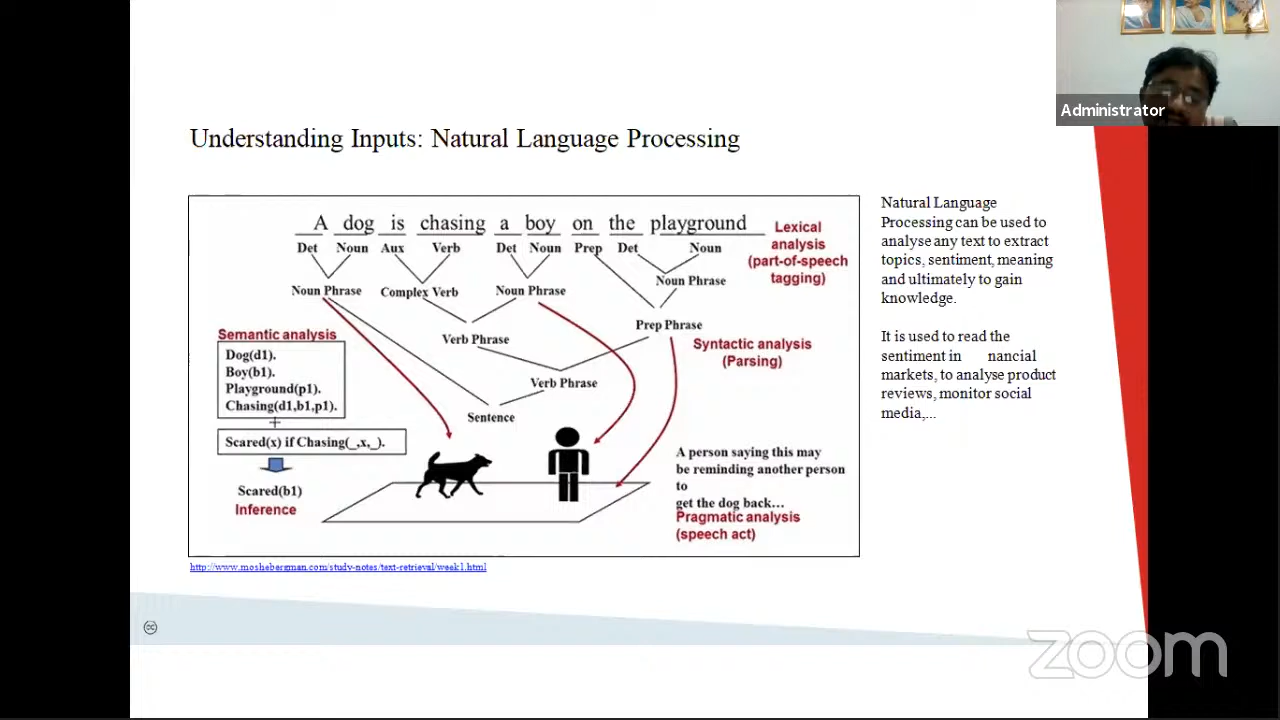 Administrator
Understanding Inputs: Natural Language Processing
A dog is chasing a boy on the playground
Det Noun Aux Verb Det Noun Prep Det Noun
Lexical
analysis
(part-of-speech
tagging)
Noun Phrase Complex Verb Noun Phrase
Noun Phrase
Prep Phrase
Verb Phrase
Syntactic analysis
(Parsing)
Verb Phrase
Sentence
Semantic analysis
Dog(d1).
Boy(b1).
Playground(p1).
Chasing(d1,b1,p1).
+
Scared(x) if Chasing(_,x,_).
Scared(b1)
Inference
A person saying this may
be reminding another person
to
get the dog back…
Pragmatic analysis
(speech act)
http://www.moshebergman.com/study-notes/text-retrieval/week1.html
Natural Language
Processing can be used to
analyse any text to extract
topics, sentiment, meaning
and ultimately to gain
knowledge.
It is used to read the
sentiment in nancial
markets, to analyse product
reviews, monitor social
media,...
cc
zoom